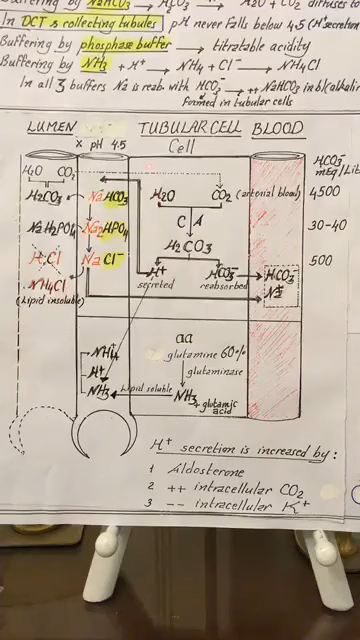 Buffering by NaHCO3 → H2CO3 → H2O + CO2 diffuses to
In DCT & collecting tubules pH never falls below 4.5 (H+ secretion
Buffering by phosphate buffer → titratable acidity
Buffering by NH3 + H+ → NH4 + Cl- → NH4Cl
In all 3 buffers Na is reab. with HCO3- → ++ NaHCO3 in bl (alkalin
formed in tubular cells
LUMEN TUBULAR CELL BLOOD
X pH 4.5 Cell
HCO3-
mEq/Lit
H2O CO2
H2O CO2 (arterial blood) 4500
H2CO3 NaHCO3
C A
NaH2PO4 Na2HPO4 30-40
H2CO3
HCl NaCl- 500
H+ HCO3- HCO3-
NH4Cl secreted reabsorbed Na+
(lipid insoluble)
aa
NH4 glutamine 60%
H+ glutaminase
NH3 lipid soluble NH3
+ glutamic
acid
H+ secretion is increased by:
1 Aldosterone
2 ++ intracellular CO2
3 -- intracellular K+